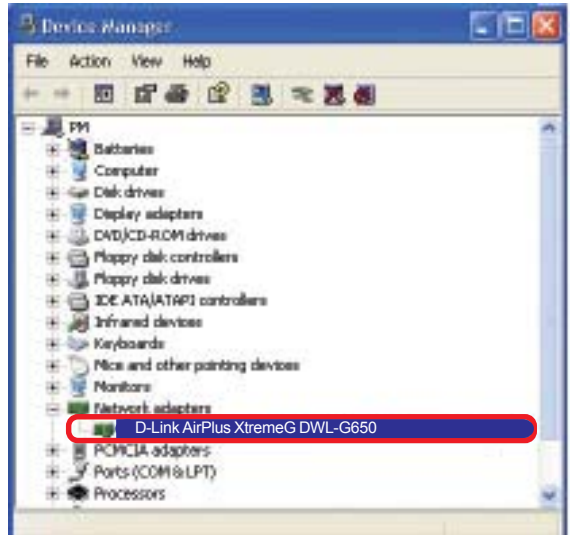 Device Manager
File Action View Help
PM
Batteries
Computer
Disk drives
Display adapters
DVD/CD-ROM drives
Floppy disk controllers
Floppy disk drives
IDE ATA/ATAPI controllers
Infrared devices
Keyboards
Mice and other pointing devices
Monitors
Network adapters
D-Link AirPlus XtremeG DWL-G650
PCMCIA adapters
Ports (COM & LPT)
Processors